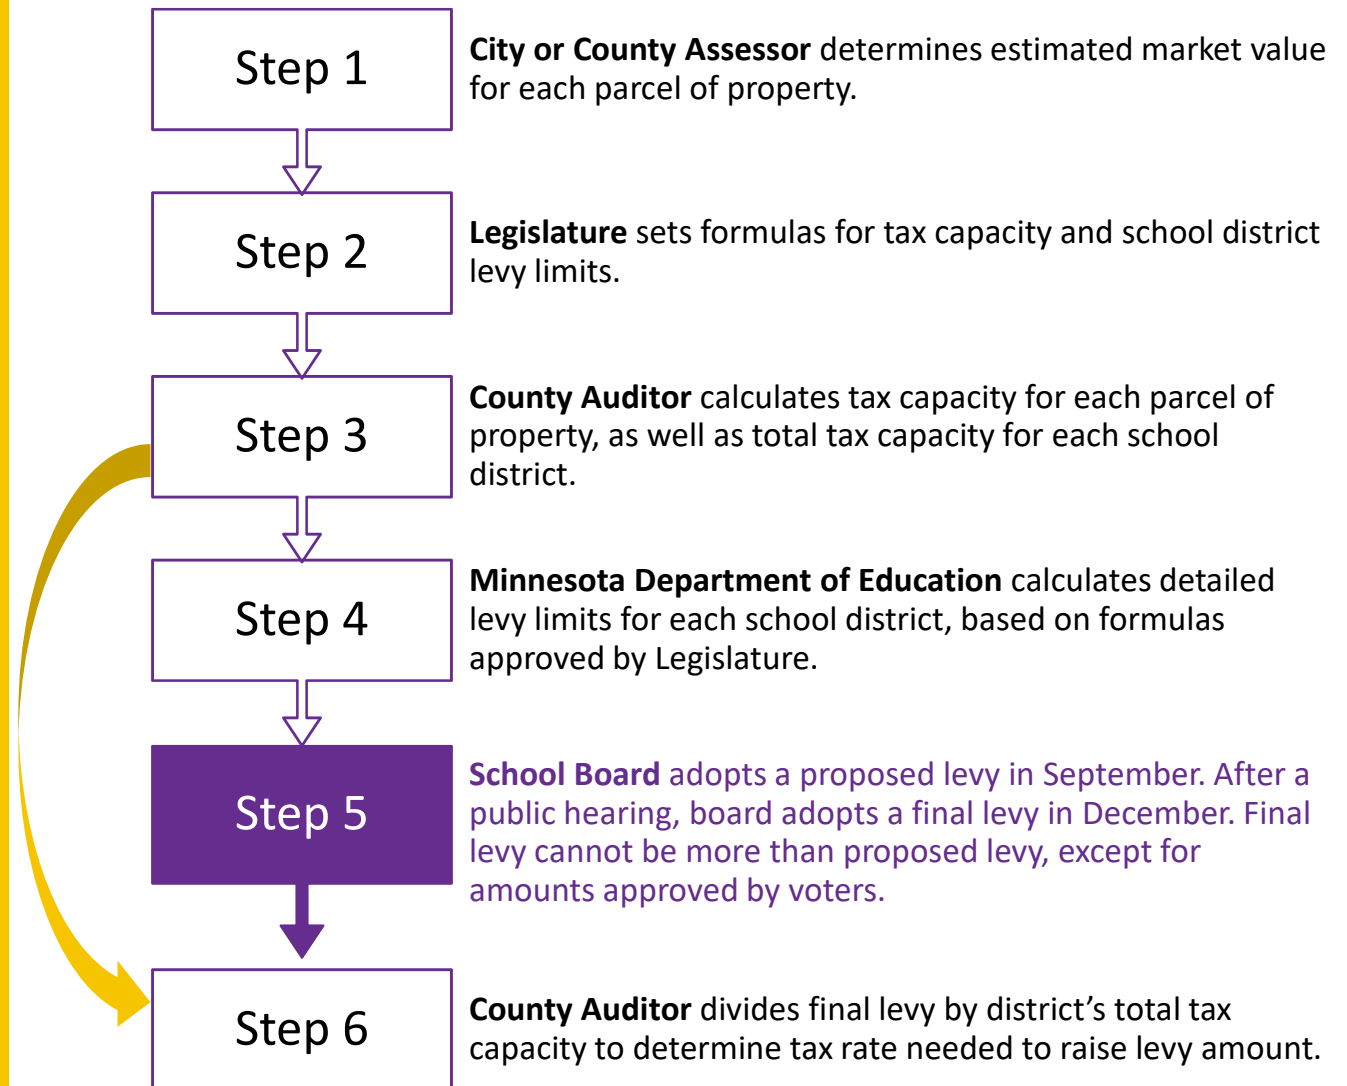 Step 1
City or County Assessor determines estimated market value
for each parcel of property.
Step 2
Legislature sets formulas for tax capacity and school district
levy limits.
Step 3
County Auditor calculates tax capacity for each parcel of
property, as well as total tax capacity for each school
district.
Step 4
Minnesota Department of Education calculates detailed
levy limits for each school district, based on formulas
approved by Legislature.
Step 5
School Board adopts a proposed levy in September. After a
public hearing, board adopts a final levy in December. Final
levy cannot be more than proposed levy, except for
amounts approved by voters.
Step 6
County Auditor divides final levy by district’s total tax
capacity to determine tax rate needed to raise levy amount.